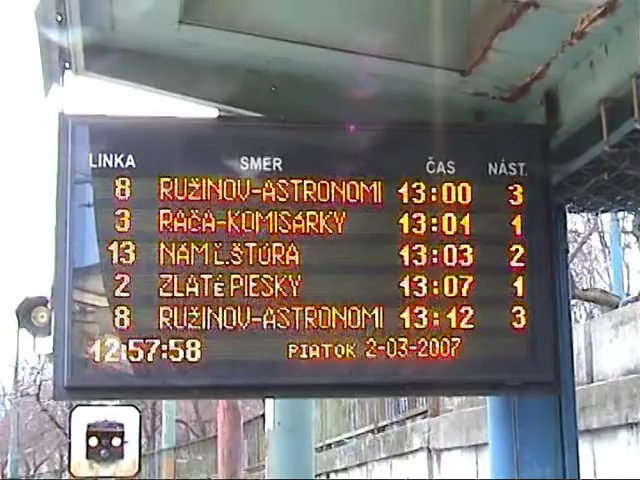 LINKA SMER ČAS NÁST.
8 RUŽINOV-ASTRONOMI 13:00 3
3 RAČA-KOMISÁRKY 13:01 1
13 NÁM.Ľ.ŠTÚRA 13:03 2
2 ZLATÉ PIESKY 13:07 1
8 RUŽINOV-ASTRONOMI 13:12 3
12:57:58 PIATOK 2-03-2007